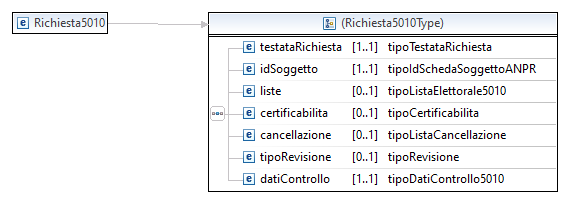 Richiesta5010
(Richiesta5010Type)
testataRichiesta [1..1] tipoTestataRichiesta
idSoggetto [1..1] tipoIdSchedaSoggettoANPR
liste [0..1] tipoListaElettorale5010
certificabilita [0..1] tipoCertificabilita
cancellazione [0..1] tipoListaCancellazione
tipoRevisione [0..1] tipoRevisione
datiControllo [1..1] tipoDatiControllo5010